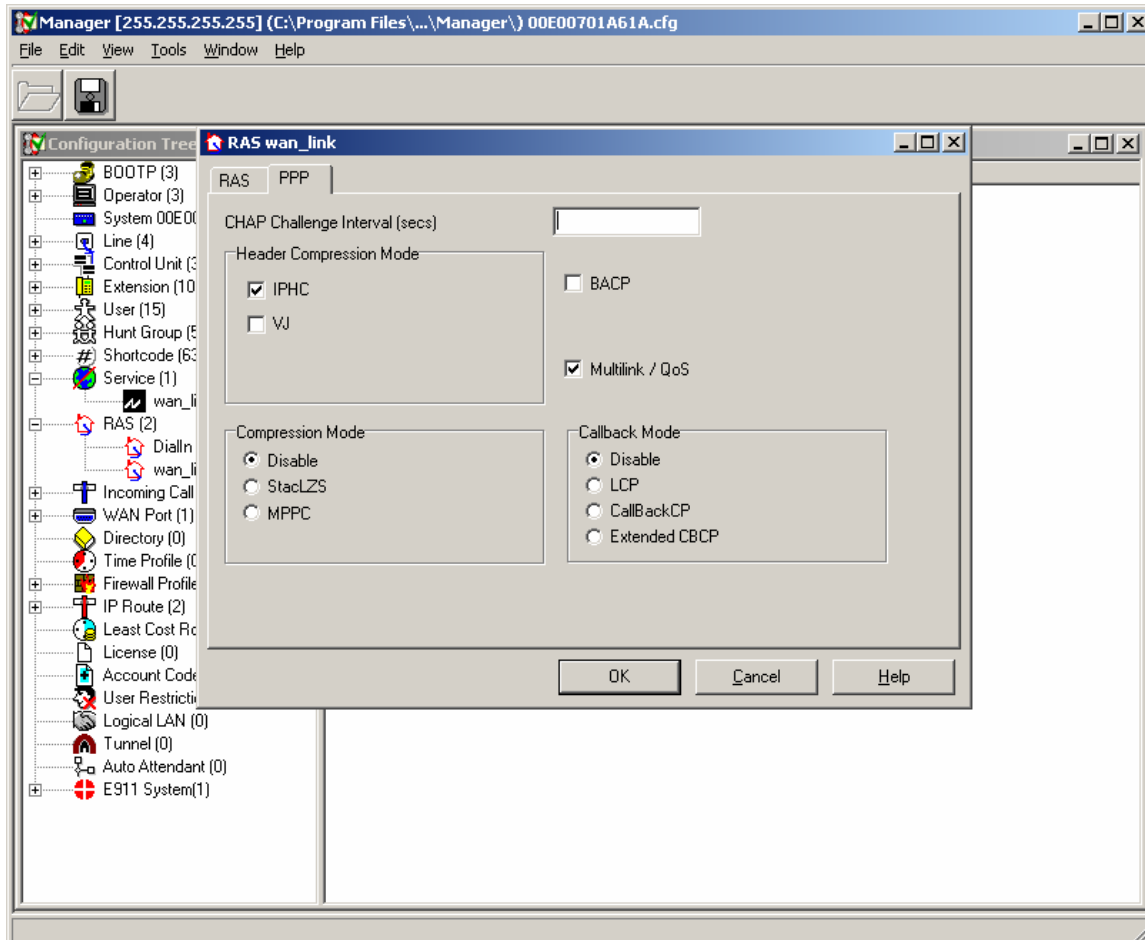 Manager [255.255.255.255] (C:\Program Files\...\Manager\) 00E00701A61A.cfg
File Edit View Tools Window Help
Configuration Tree
BOOTP (3)
Operator (3)
System 00E00
Line (4)
Control Unit (3
Extension (10
User (15)
Hunt Group (5
Shortcode (63
Service (1)
wan_li
RAS (2)
DialIn
wan_li
Incoming Call
WAN Port (1)
Directory (0)
Time Profile (0
Firewall Profile
IP Route (2)
Least Cost Ro
License (0)
Account Code
User Restricti
Logical LAN (0)
Tunnel (0)
Auto Attendant (0)
E911 System(1)
RAS wan_link
RAS PPP
CHAP Challenge Interval (secs)
Header Compression Mode
IPHC
VJ
BACP
Multilink / QoS
Compression Mode
Disable
StacLZS
MPPC
Callback Mode
Disable
LCP
CallBackCP
Extended CBCP
OK Cancel Help